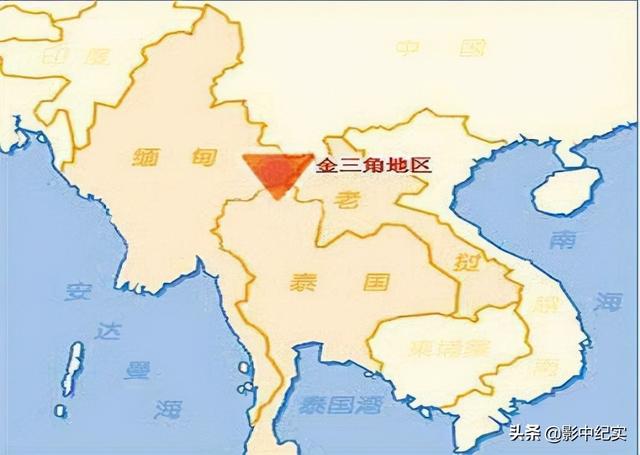 印度
中国
缅甸
金三角地区
老
挝
泰国
南
海
越
南
柬埔寨
安
达
曼
海
泰国湾
头条 @影中纪实